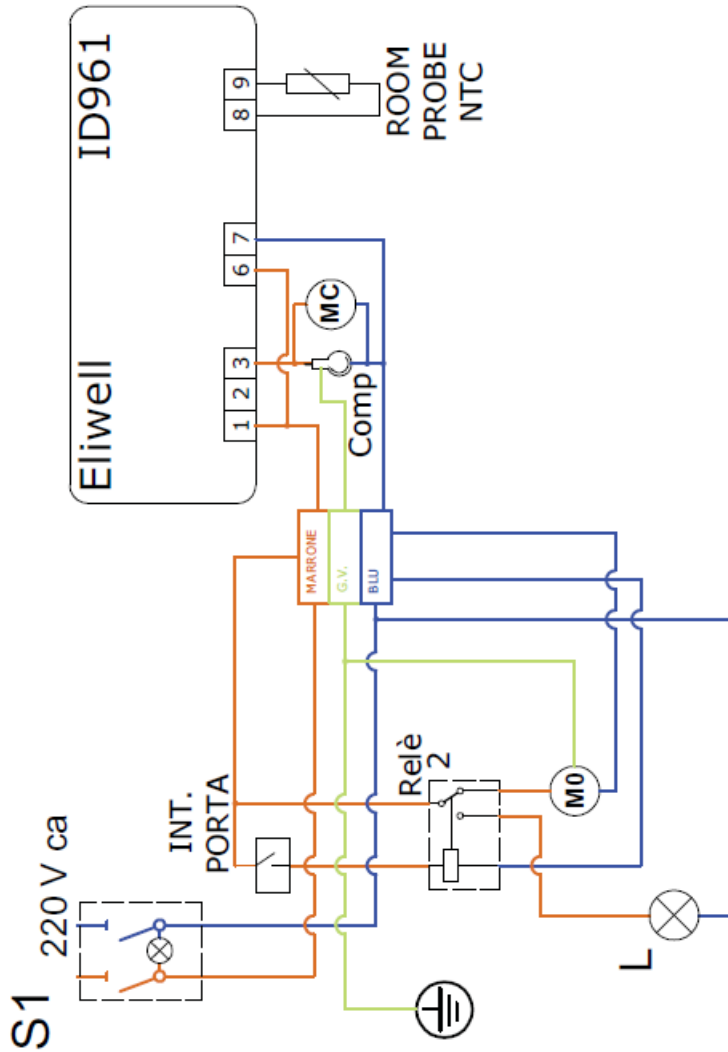 S1
220 V ca
INT.
PORTA
Relè
2
L
M0
MARRONE
G.V.
BLU
Comp
MC
Eliwell
ID961
1 2 3 6 7 8 9
ROOM
PROBE
NTC